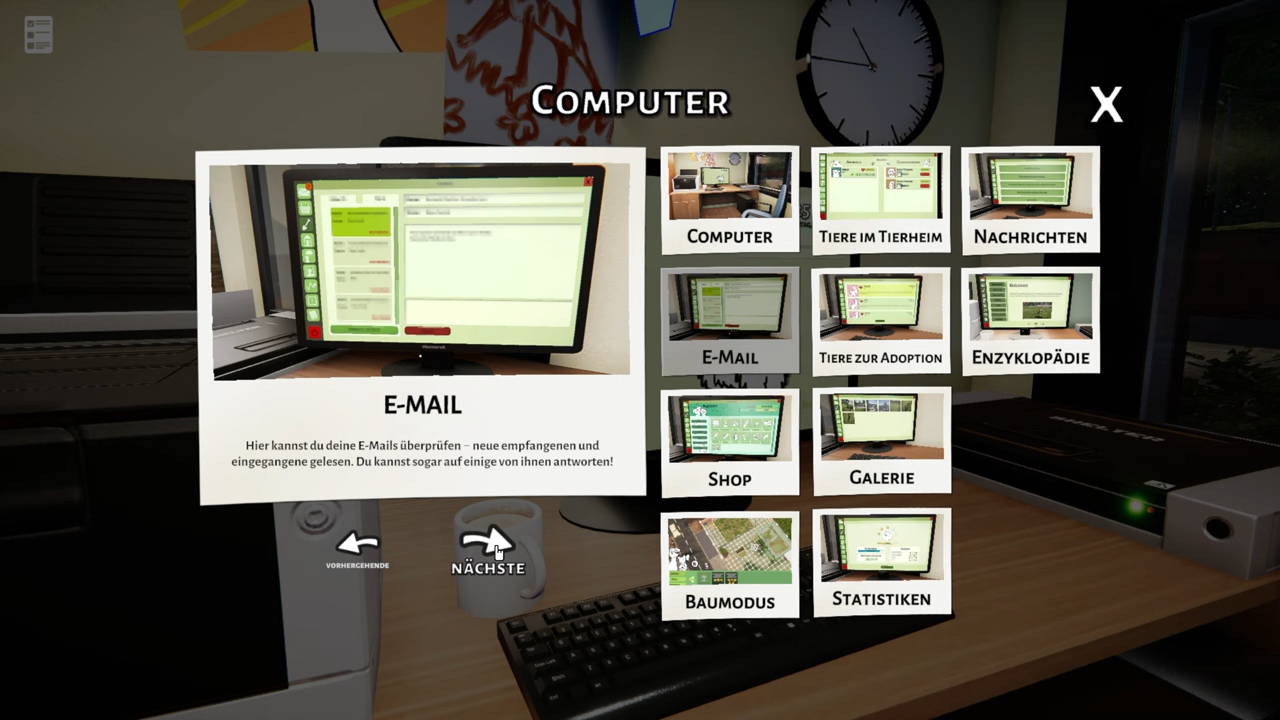 COMPUTER
X
E-MAIL
Hier kannst du deine E-Mails überprüfen – neue empfangenen und
eingegangene gelesen. Du kannst sogar auf einige von ihnen antworten!
VORHERGEHENDE
NÄCHSTE
COMPUTER
TIERE IM TIERHEIM
NACHRICHTEN
E-MAIL
TIERE ZUR ADOPTION
ENZYKLOPÄDIE
SHOP
GALERIE
BAUMODUS
STATISTIKEN
SHELTER